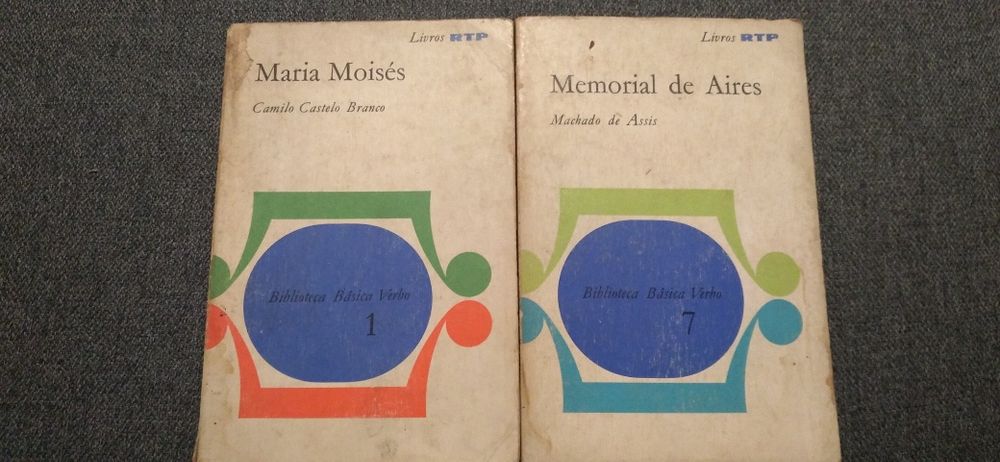 Livros RTP
Maria Moisés
Camilo Castelo Branco
Biblioteca Básica Verbo
1
Livros RTP
Memorial de Aires
Machado de Assis
Biblioteca Básica Verbo
7